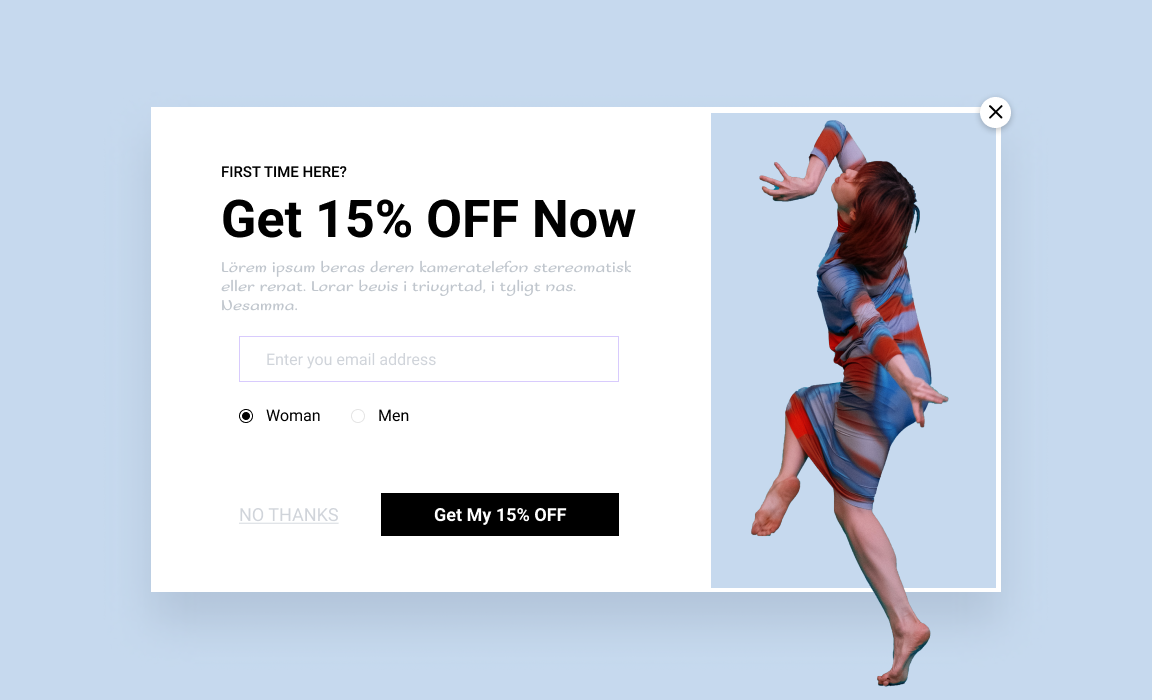 FIRST TIME HERE?
Get 15% OFF Now
Lörem ipsum beras deren kameratelefon stereomatisk
eller renat. Lorar bevis i trivyrtad, i tyligt nas.
Nesamma.
Enter you email address
Woman Men
NO THANKS Get My 15% OFF